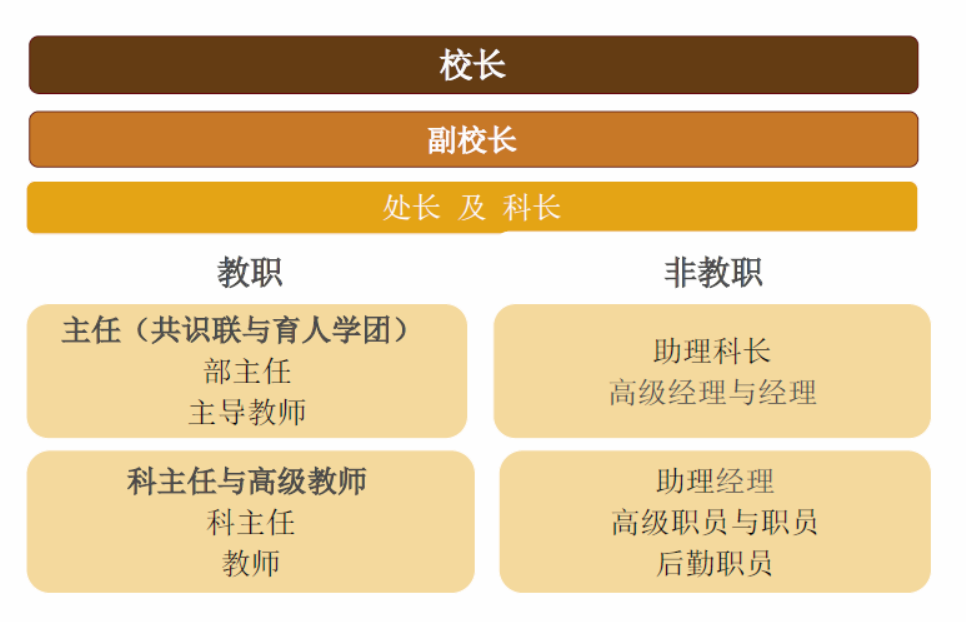 校长
副校长
处长 及 科长
教职
非教职
主任（共识联与育人学团）
部主任
主导教师
助理科长
高级经理与经理
科主任与高级教师
科主任
教师
助理经理
高级职员与职员
后勤职员